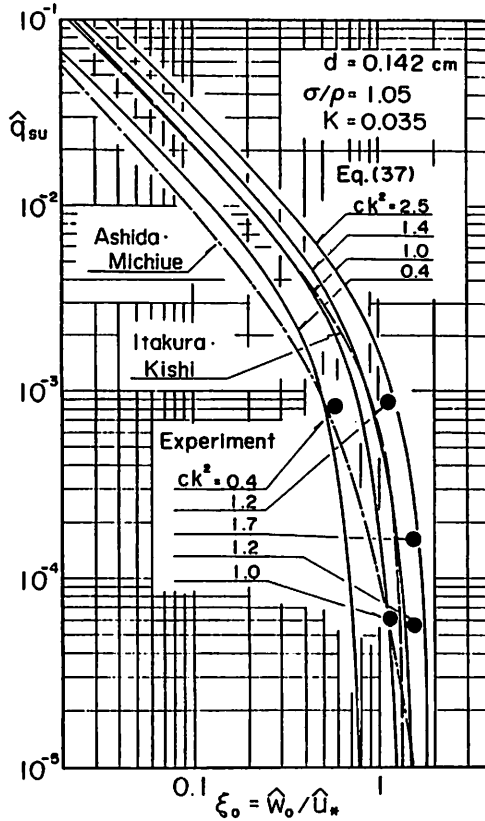 10⁻¹
d = 0.142 cm
σ/ρ = 1.05
K = 0.035
q̂su
Eq.(37)
10⁻²
ck² = 2.5
1.4
1.0
0.4
Ashida·
Michiue
Itakura·
Kishi
10⁻³
Experiment
ck² = 0.4
1.2
1.7
1.2
1.0
10⁻⁴
10⁻⁵
0.1
1
ξ₀ = Ŵ₀/Û*